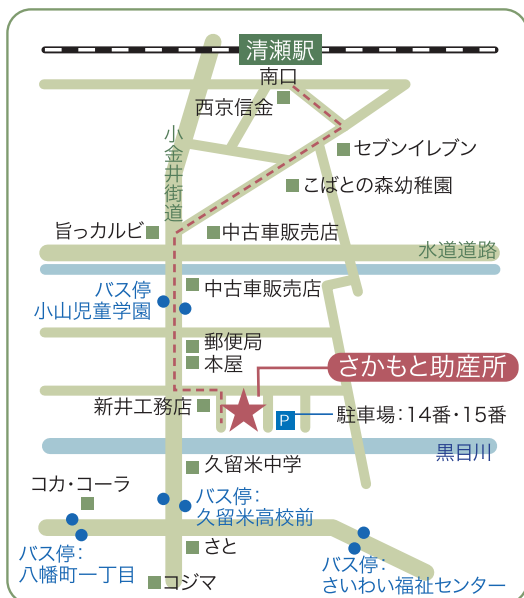 清瀬駅
南口
西京信金
小金井街道
セブンイレブン
こばとの森幼稚園
旨っカルビ
中古車販売店
水道道路
バス停
小山児童学園
中古車販売店
郵便局
本屋
さかもと助産所
新井工務店
P
駐車場:14番・15番
黒目川
久留米中学
コカ・コーラ
バス停:
久留米高校前
バス停:
八幡町一丁目
さと
バス停:
さいわい福祉センター
コジマ